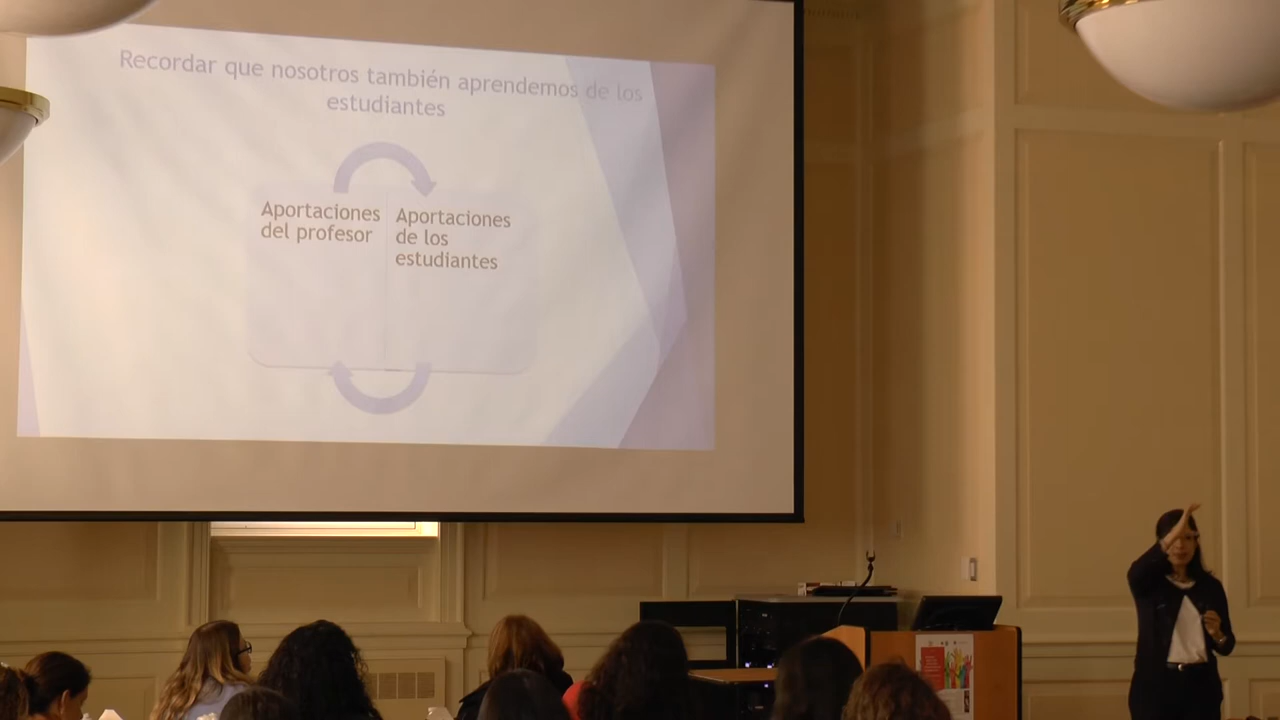 Recordar que nosotros también aprendemos de los
estudiantes
Aportaciones
del profesor
Aportaciones
de los
estudiantes